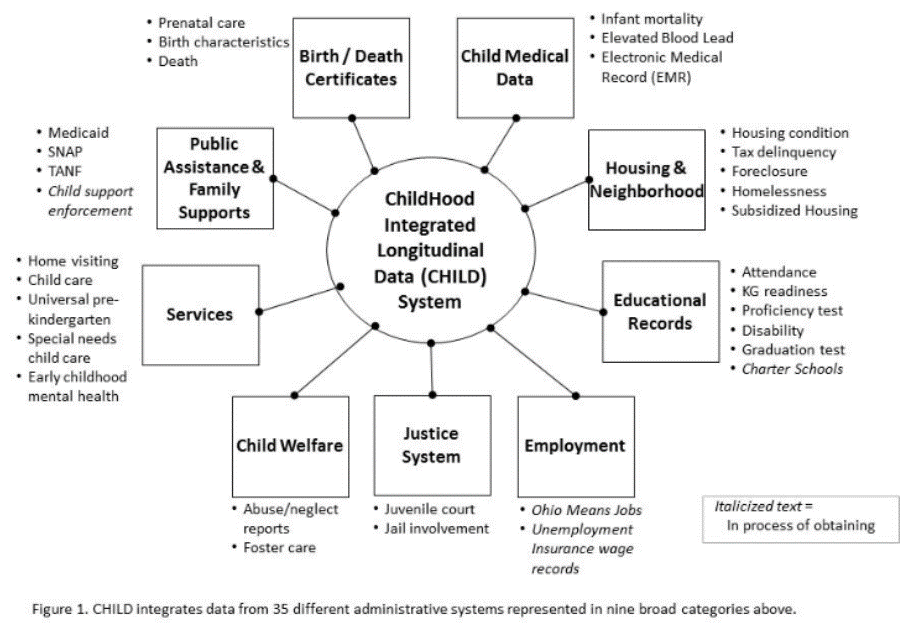 • Prenatal care
• Birth characteristics
• Death
Birth / Death
Certificates
Child Medical
Data
• Infant mortality
• Elevated Blood Lead
• Electronic Medical
Record (EMR)
• Medicaid
• SNAP
• TANF
• Child support
enforcement
Public
Assistance &
Family
Supports
ChildHood
Integrated
Longitudinal
Data (CHILD)
System
Housing &
Neighborhood
• Housing condition
• Tax delinquency
• Foreclosure
• Homelessness
• Subsidized Housing
• Home visiting
• Child care
• Universal pre-
kindergarten
• Special needs
child care
• Early childhood
mental health
Services
Educational
Records
• Attendance
• KG readiness
• Proficiency test
• Disability
• Graduation test
• Charter Schools
Child Welfare
• Abuse/neglect
reports
• Foster care
Justice
System
• Juvenile court
• Jail involvement
Employment
• Ohio Means Jobs
• Unemployment
Insurance wage
records
Italicized text =
In process of obtaining
Figure 1. CHILD integrates data from 35 different administrative systems represented in nine broad categories above.